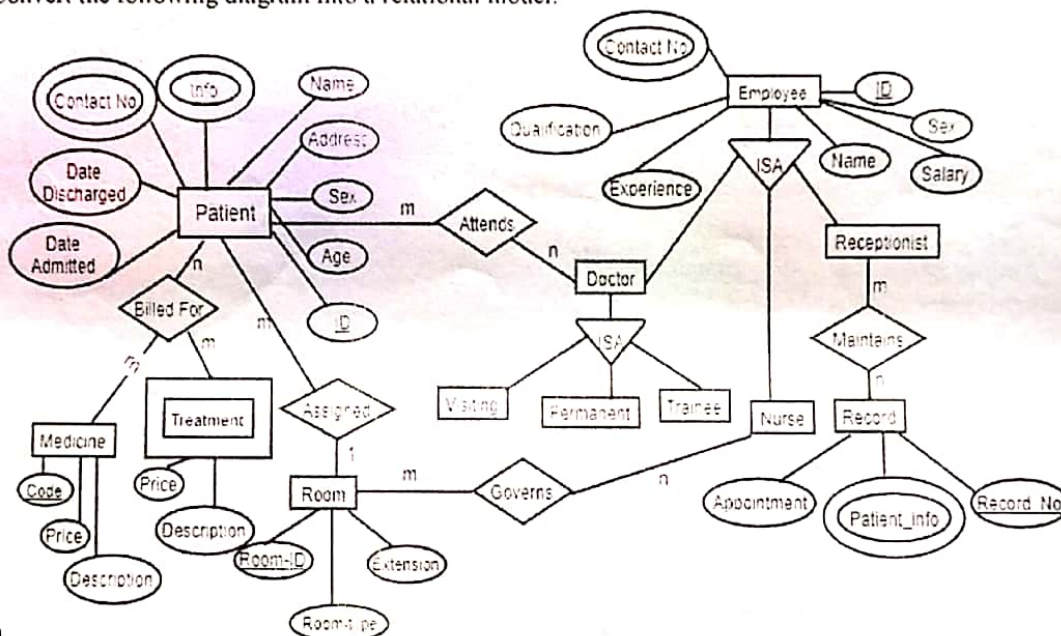 convert the following diagram into a relational model.
Contact No
Info
Name
Address
Sex
Age
ID
Date
Discharged
Date
Admitted
Patient
m
Attends
n
n
Billed For
m
m
m
Assigned
1
Medicine
Code
Price
Description
Treatment
Price
Description
Room
Room-ID
Extension
m
Governs
n
Contact No
Employee
ID
Sex
Salary
Name
Qualification
Experience
ISA
Doctor
ISA
Visiting
Permanent
Trainee
Nurse
Receptionist
m
Maintains
n
Record
Appointment
Patient_info
Record_No